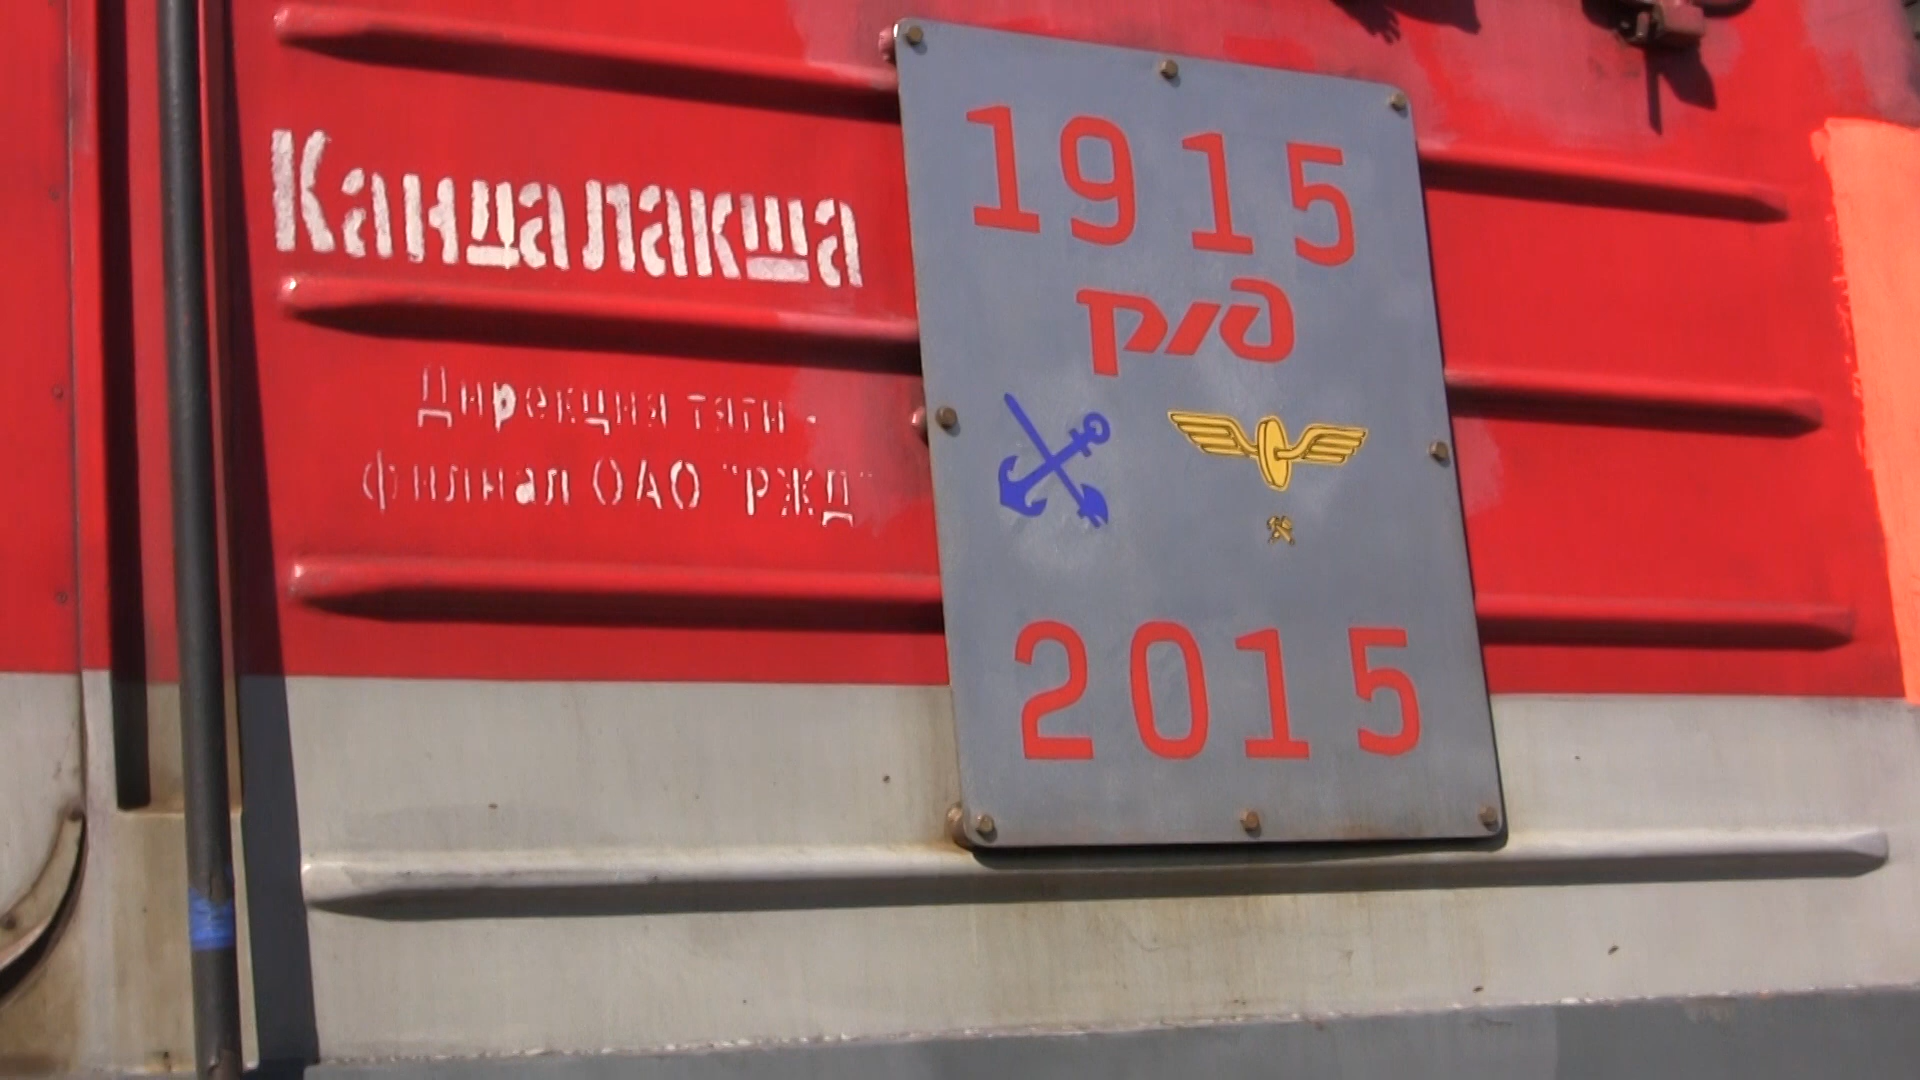 Кандалакша
Дирекция тяги -
филиал ОАО "РЖД"
1915
ржд
2015